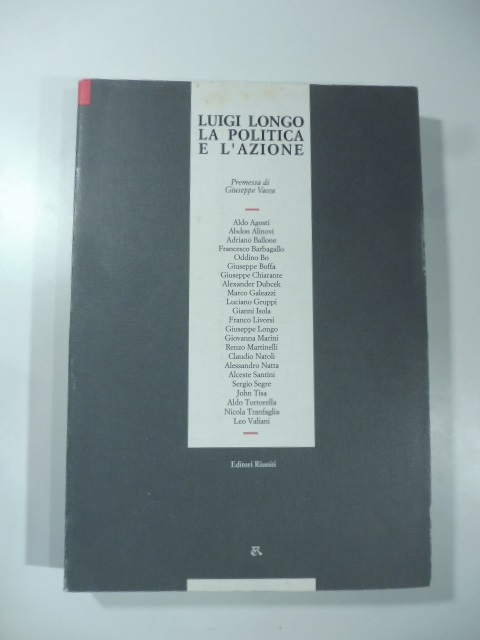 LUIGI LONGO
LA POLITICA
E L'AZIONE
Premessa di
Giuseppe Vacca
Aldo Agosti
Abdon Alinovi
Adriano Ballone
Francesco Barbagallo
Oddino Bo
Giuseppe Boffa
Giuseppe Chiarante
Alexander Dubcek
Marco Galeazzi
Luciano Gruppi
Gianni Isola
Franco Livorsi
Giuseppe Longo
Giovanna Marini
Renzo Martinelli
Claudio Natoli
Alessandro Natta
Alceste Santini
Sergio Segre
John Tisa
Aldo Tortorella
Nicola Tranfaglia
Leo Valiani
Editori Riuniti